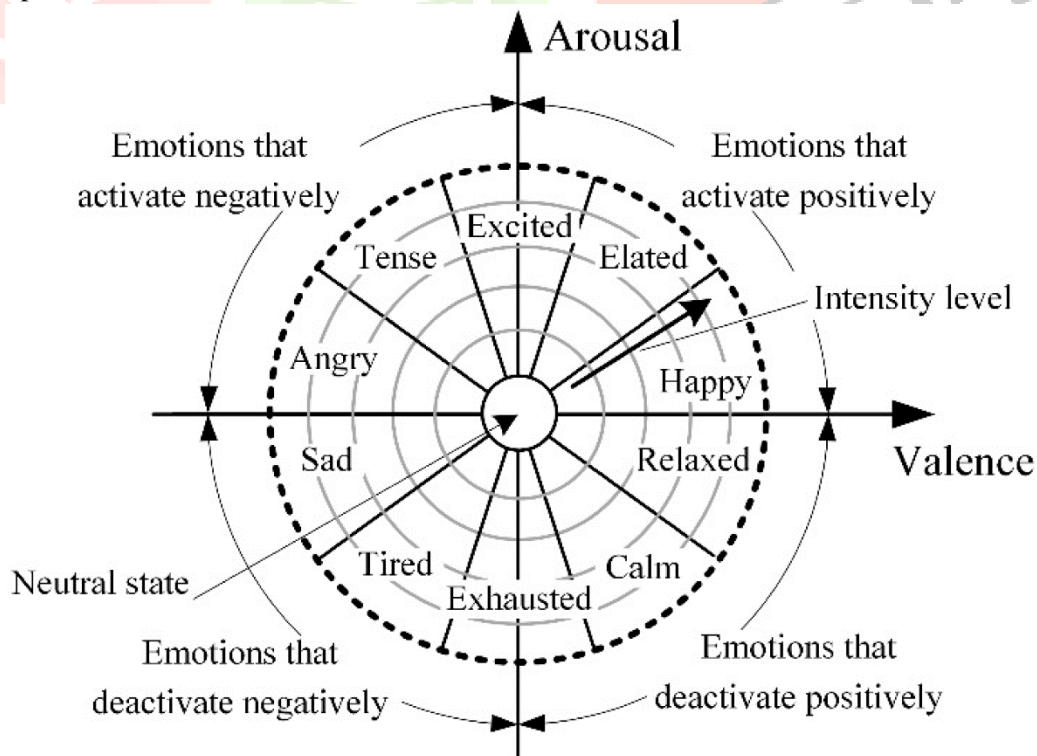 Arousal
Emotions that
activate negatively
Emotions that
activate positively
Excited
Tense
Elated
Intensity level
Angry
Happy
Sad
Relaxed
Valence
Tired
Calm
Neutral state
Exhausted
Emotions that
deactivate negatively
Emotions that
deactivate positively